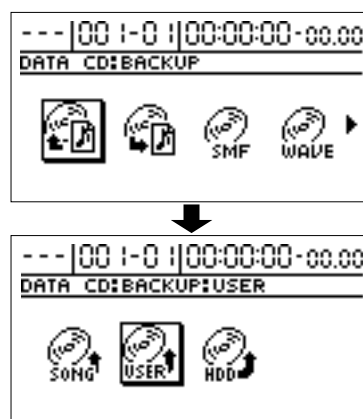 ---|001-01|00:00:00-00.00
DATA CD:BACKUP
SMF WAVE
---|001-01|00:00:00-00.00
DATA CD:BACKUP:USER
SONG USER HDD